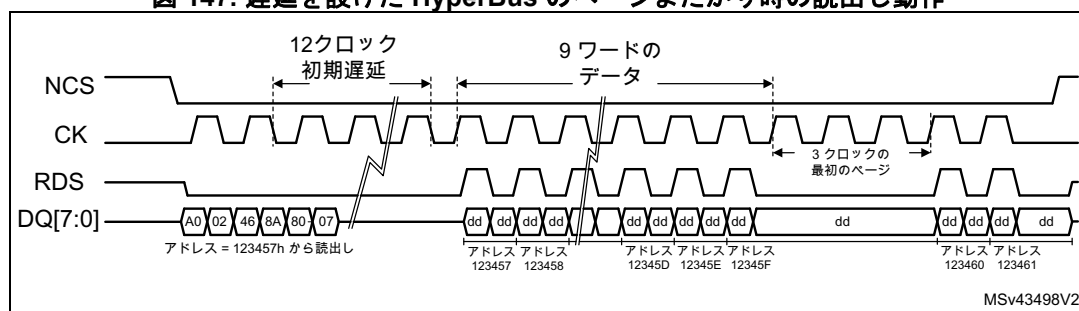 図 147. 遅延を設けた HyperBus のページまたがり時の読出し動作
12クロック
初期遅延
9 ワードの
データ
NCS
CK
3 クロックの
最初のページ
RDS
DQ[7:0]
A0 02 46 8A 80 07
dd dd dd dd dd dd dd dd dd dd dd dd dd dd
アドレス = 123457h から読出し
アドレス
123457
アドレス
123458
アドレス
12345D
アドレス
12345E
アドレス
12345F
アドレス
123460
アドレス
123461
MSv43498V2